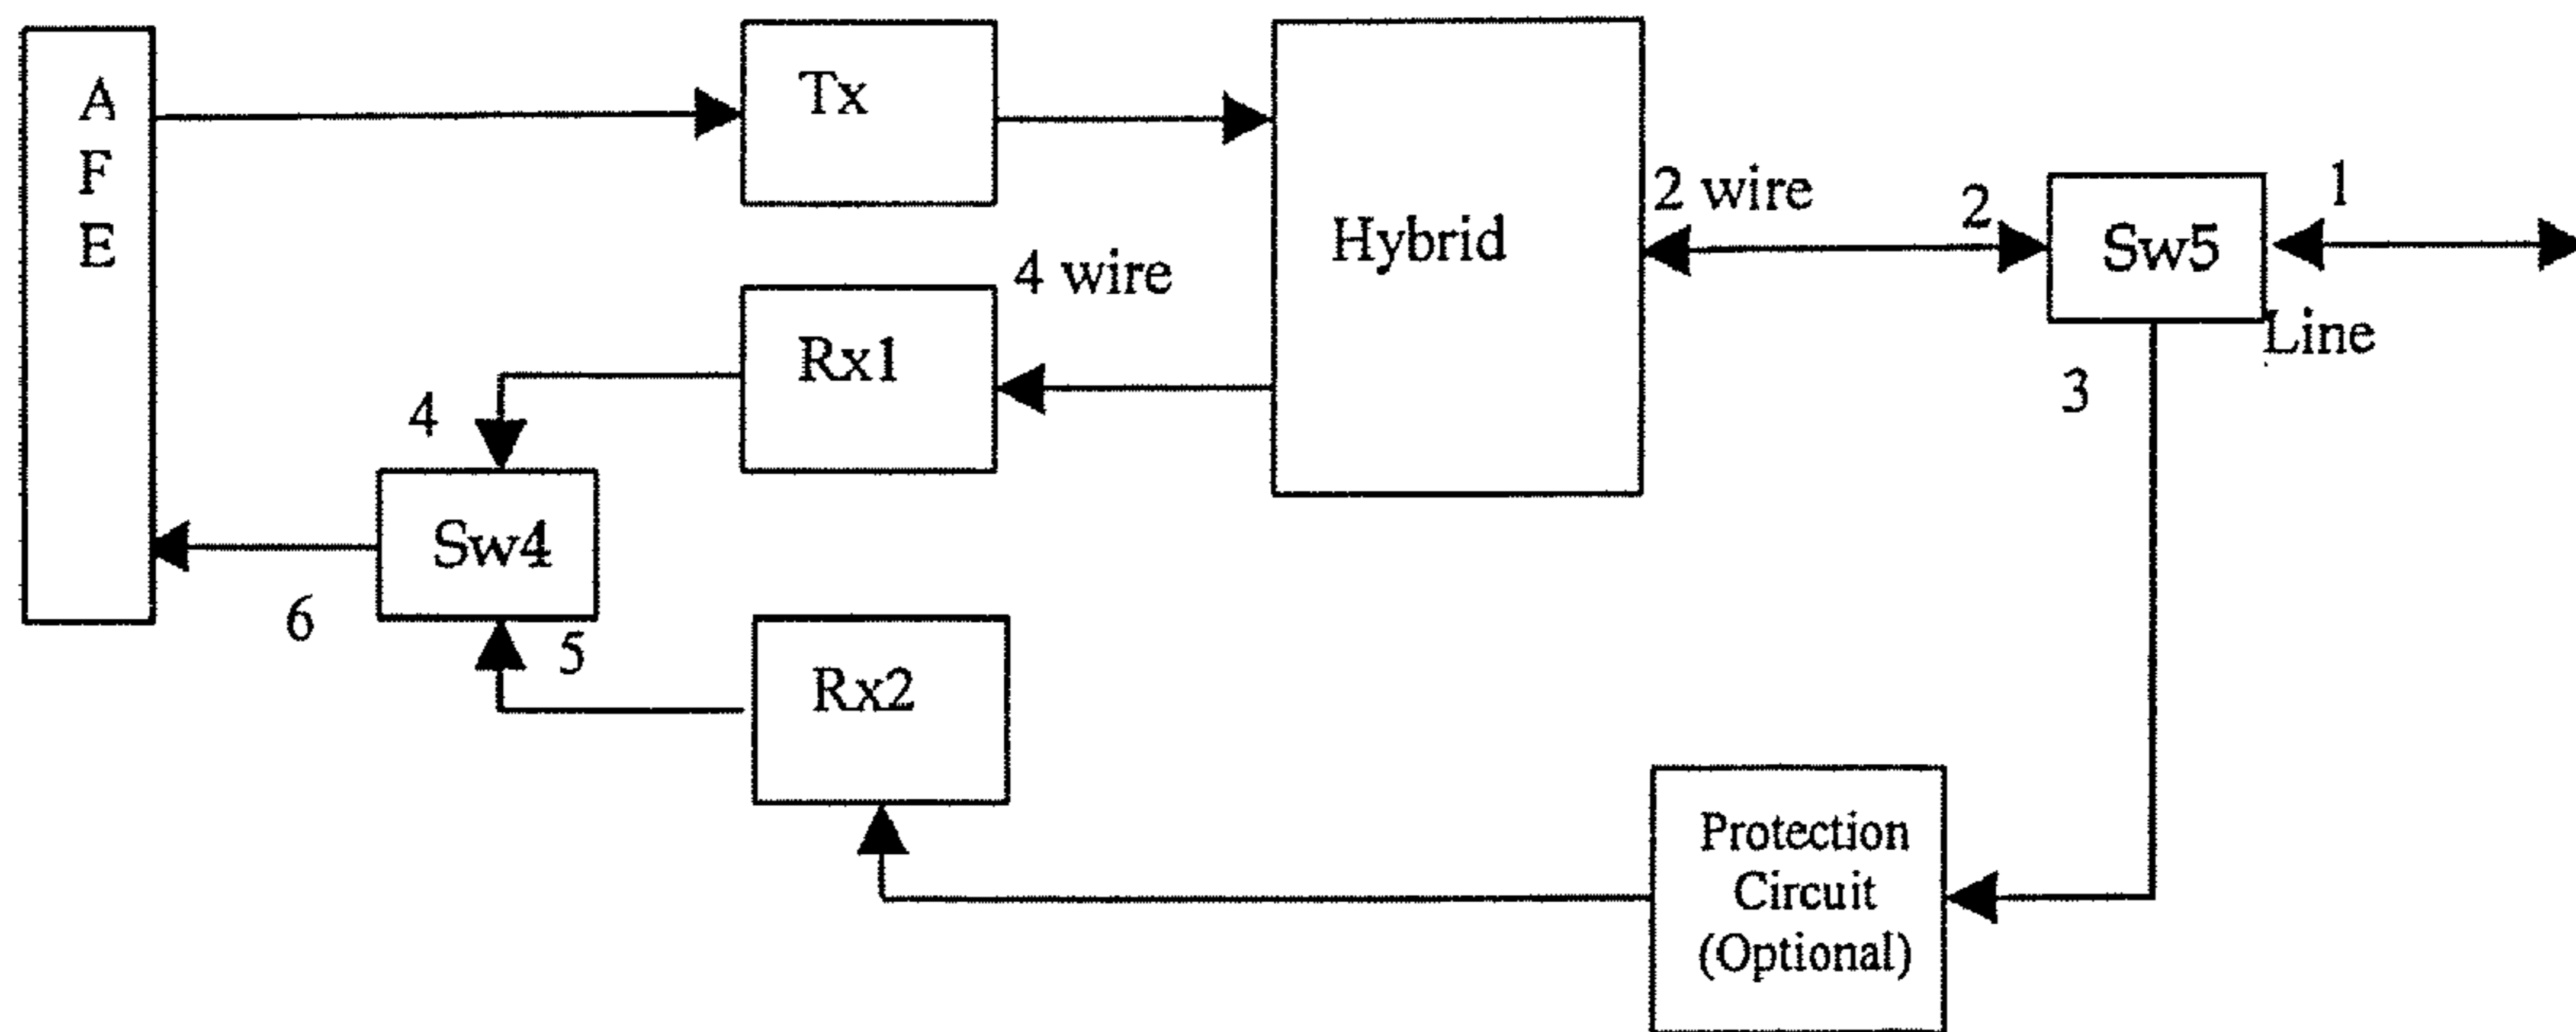 A
F
E
Tx
Hybrid
2 wire
2
Sw5
1
Line
4 wire
Rx1
3
4
Sw4
6
5
Rx2
Protection
Circuit
(Optional)